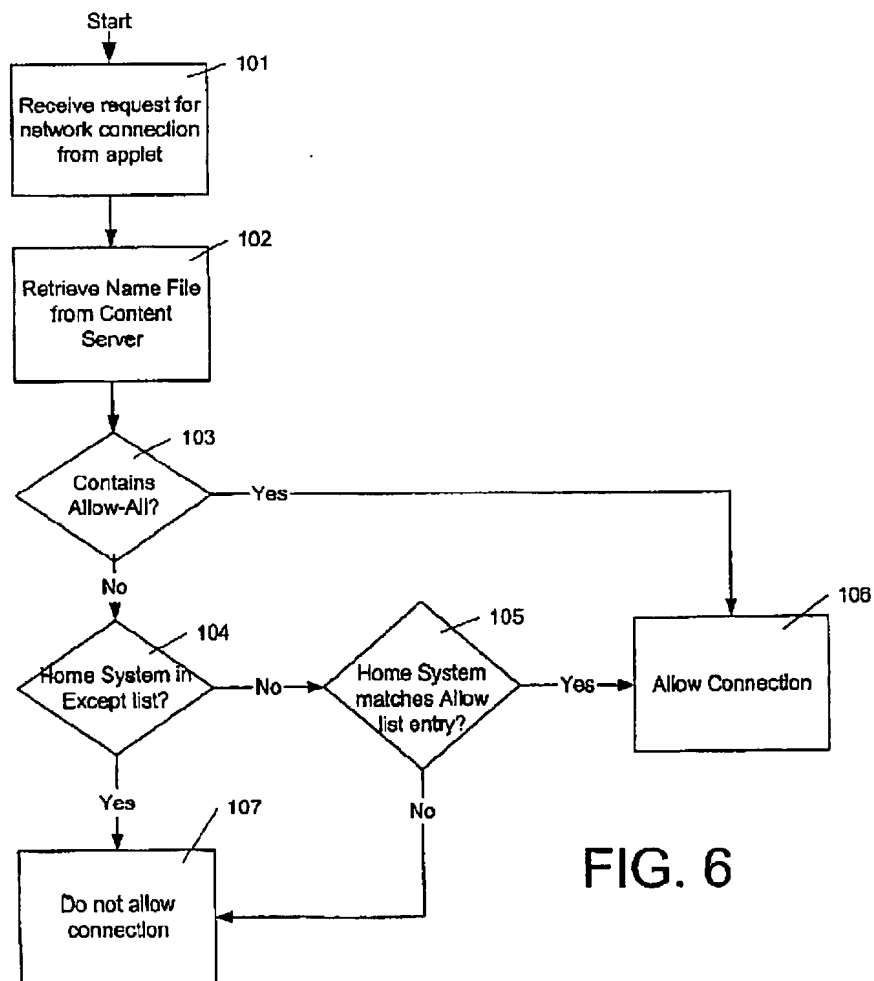 Start
101
Receive request for
network connection
from applet
102
Retrieve Name File
from Content
Server
103
Contains
Allow-All?
Yes
No
104
Home System in
Except list?
No
105
Home System
matches Allow
list entry?
Yes
106
Allow Connection
Yes
No
107
Do not allow
connection
FIG. 6